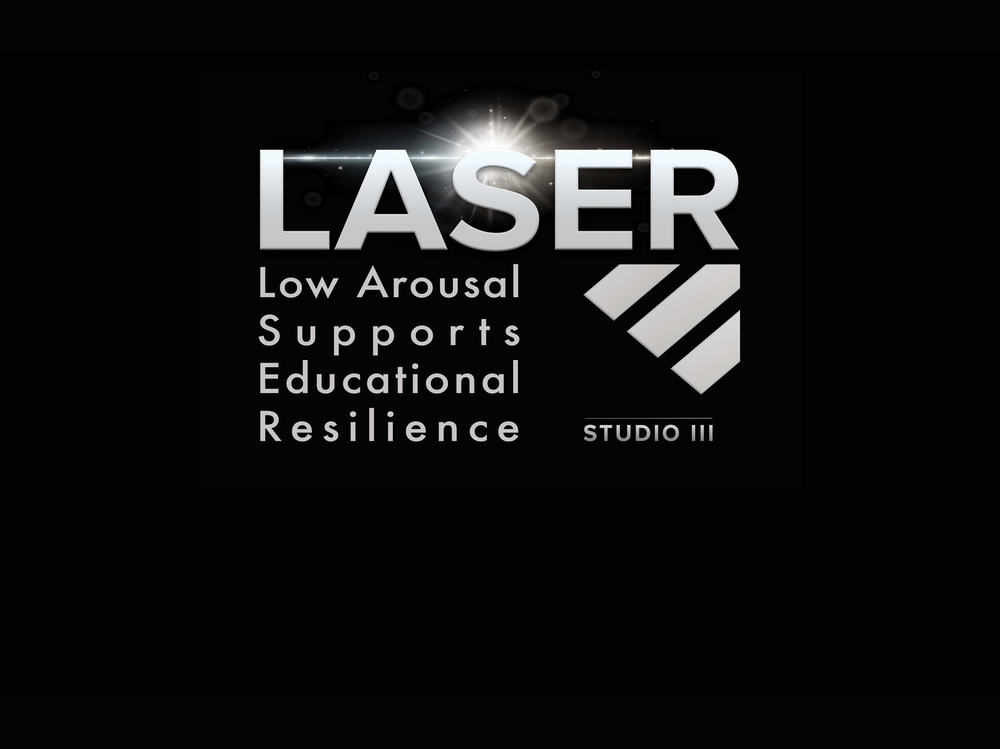 LASER
Low Arousal
Supports
Educational
Resilience
STUDIO III